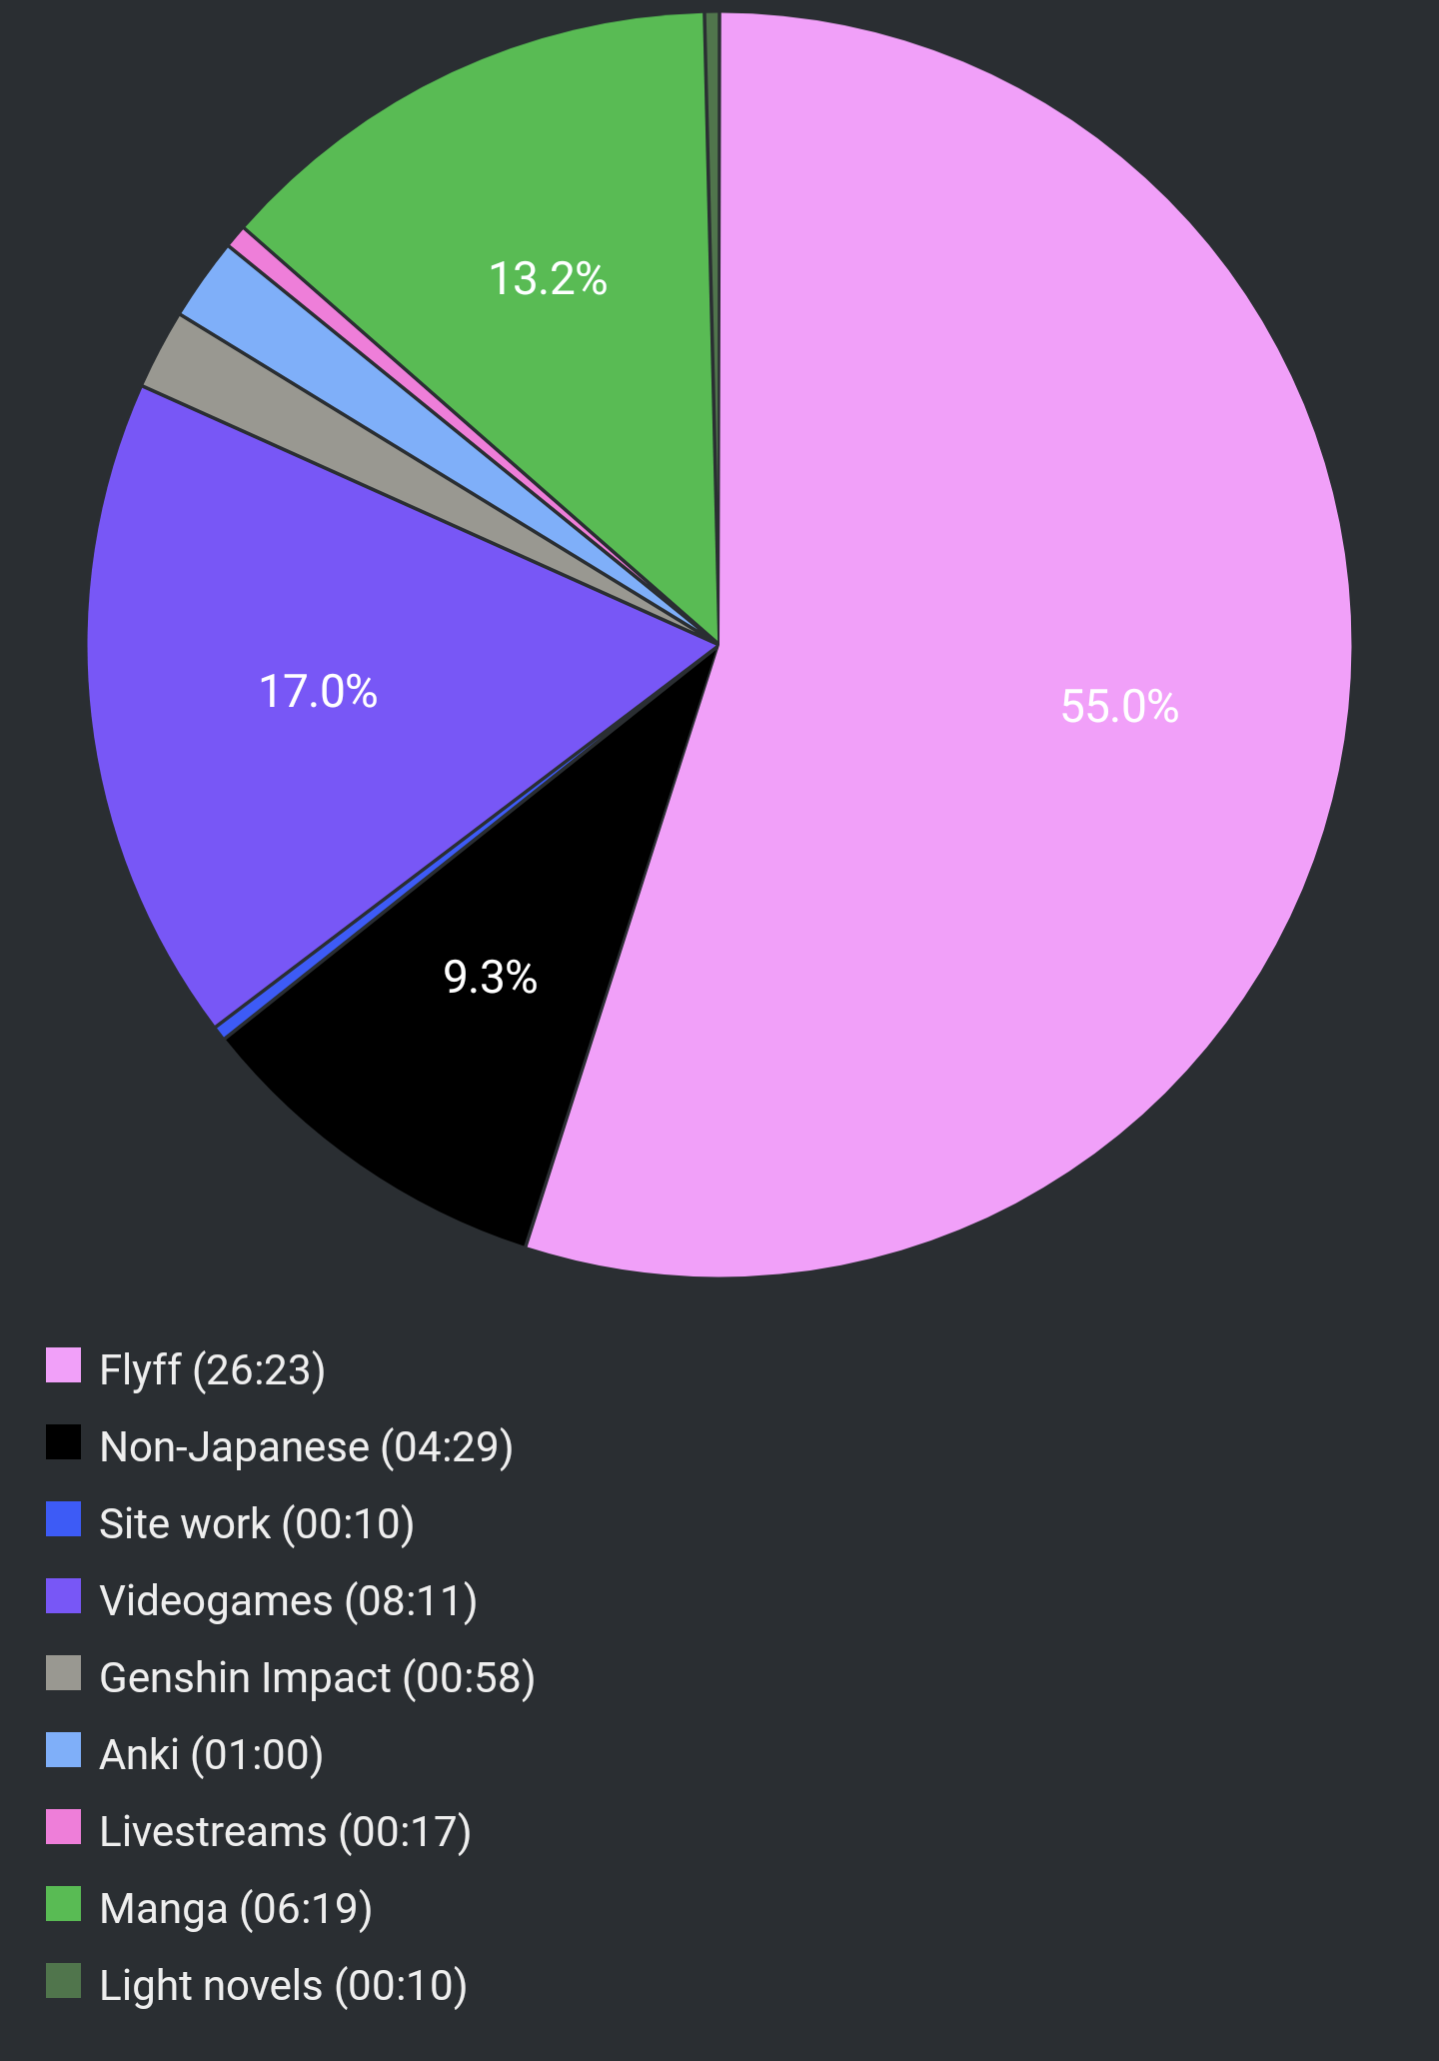 13.2%
17.0%
55.0%
9.3%
Flyff (26:23)
Non-Japanese (04:29)
Site work (00:10)
Videogames (08:11)
Genshin Impact (00:58)
Anki (01:00)
Livestreams (00:17)
Manga (06:19)
Light novels (00:10)